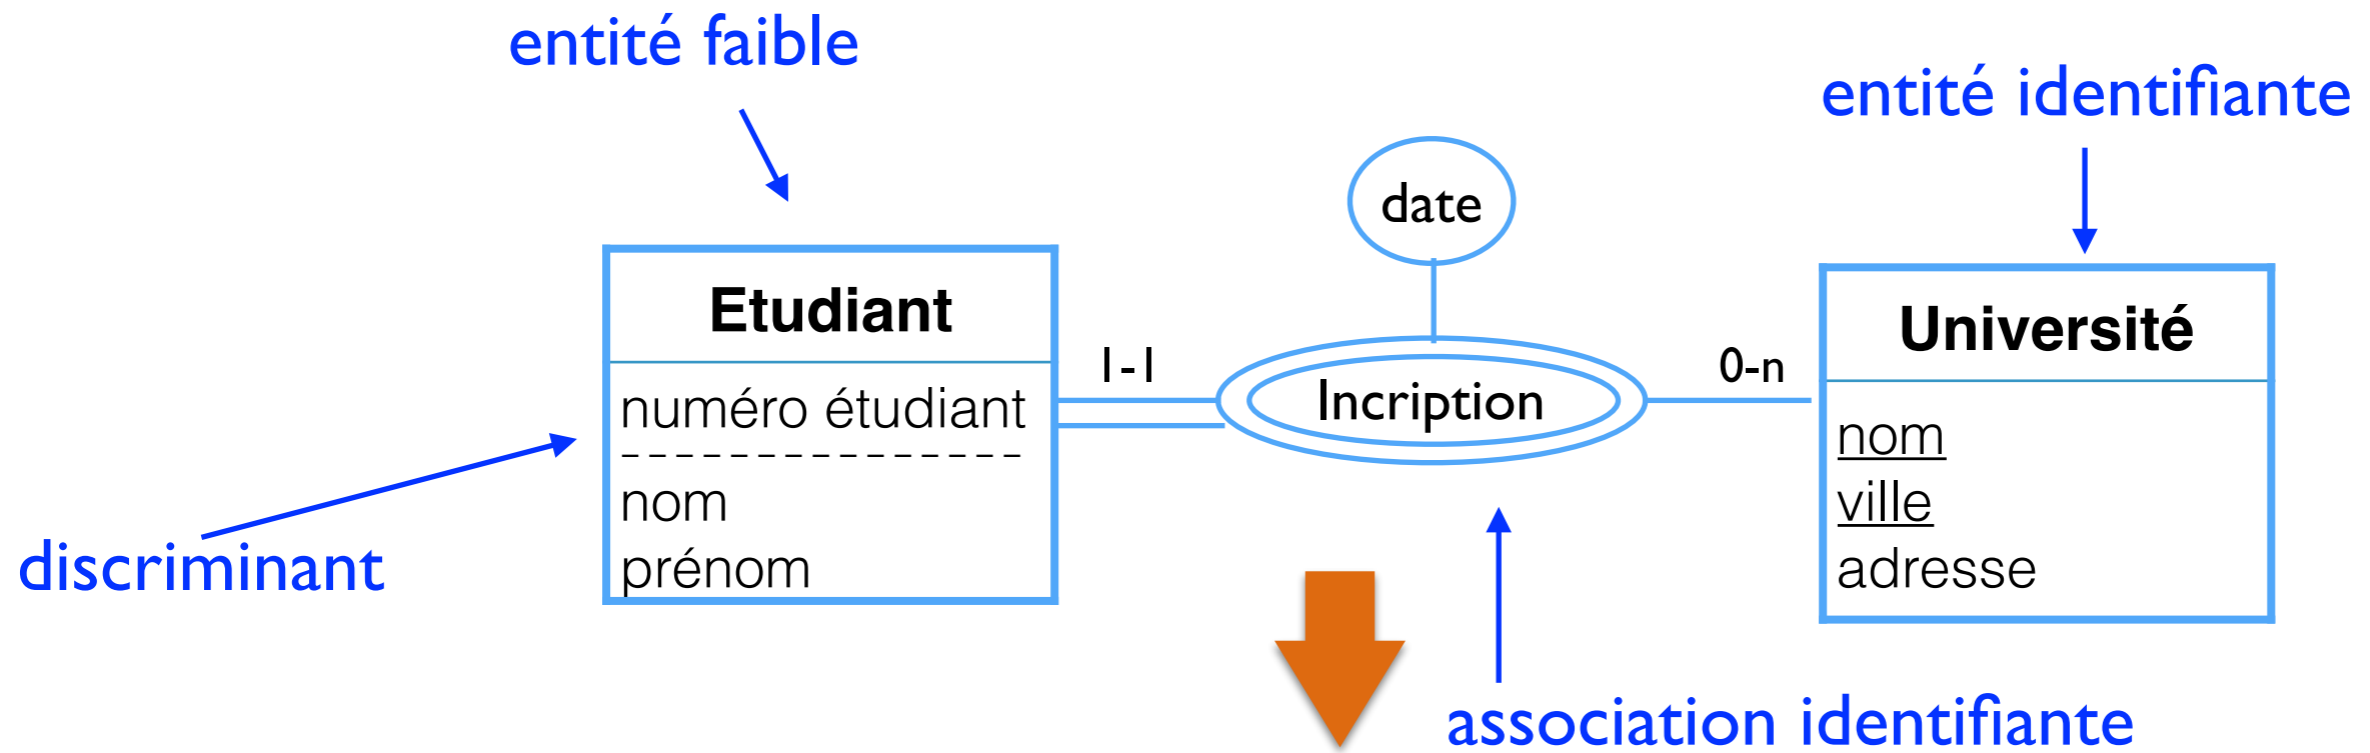 entité faible
entité identifiante
date
Etudiant
numéro étudiant
nom
prénom
1-1
Incription
0-n
Université
nom
ville
adresse
discriminant
association identifiante